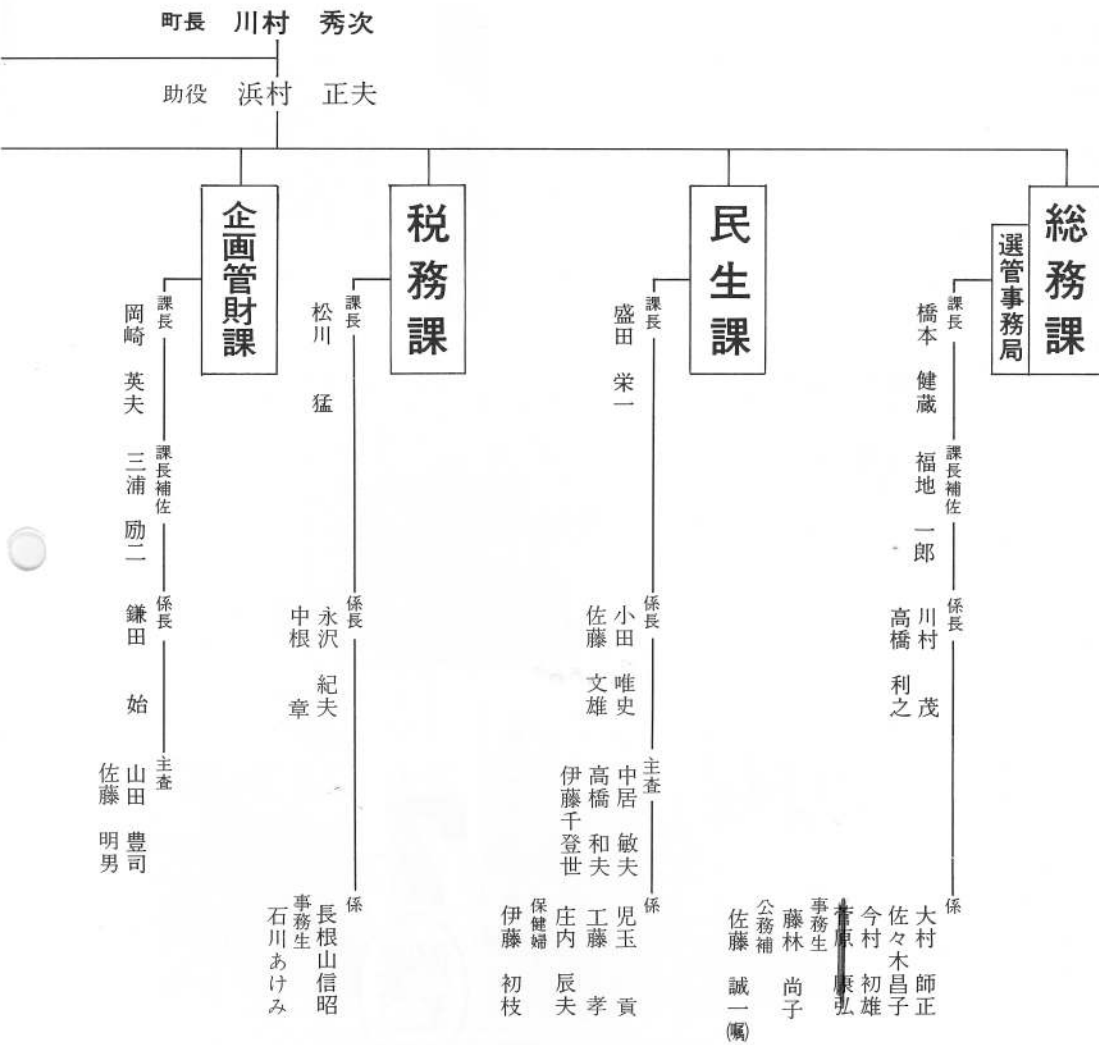 町長 川村 秀次
助役 浜村 正夫
総務課
選管事務局
課長
橋本 健蔵
課長補佐
福地 一郎
係長
川村 茂
高橋 利之
係
大村 師正
佐々木昌子
今村 初雄
菅原 康弘
事務生
藤林 尚子
公務補
佐藤 誠一(嘱)
民生課
課長
盛田 栄一
係長
小田 唯史
佐藤 文雄
主査
中居 敏夫
高橋 和夫
伊藤千登世
係
児玉 貢
工藤 孝
庄内 辰夫
保健婦
伊藤 初枝
税務課
課長
松川 猛
係長
永沢 紀夫
中根 章
係
長根山信昭
事務生
石川あけみ
企画管財課
課長
岡崎 英夫
課長補佐
三浦 励二
係長
鎌田 始
主査
山田 豊司
佐藤 明男